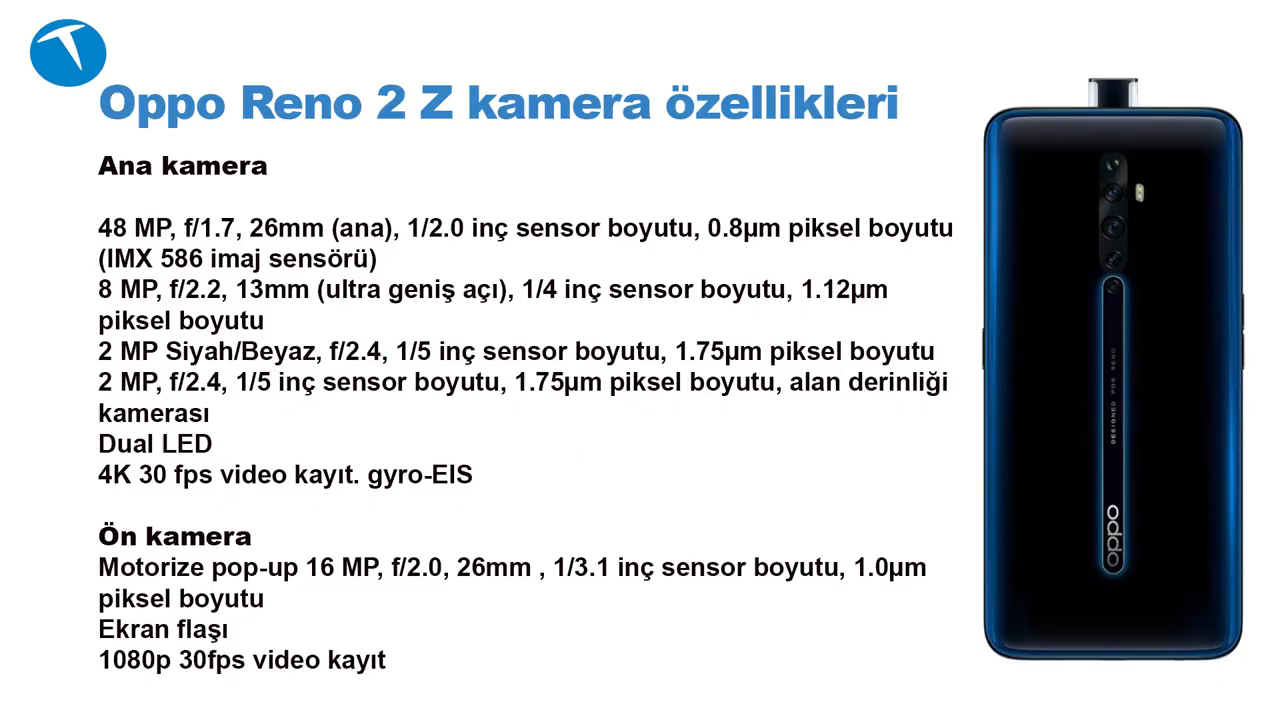 Oppo Reno 2 Z kamera özellikleri
Ana kamera
48 MP, f/1.7, 26mm (ana), 1/2.0 inç sensor boyutu, 0.8µm piksel boyutu
(IMX 586 imaj sensörü)
8 MP, f/2.2, 13mm (ultra geniş açı), 1/4 inç sensor boyutu, 1.12µm
piksel boyutu
2 MP Siyah/Beyaz, f/2.4, 1/5 inç sensor boyutu, 1.75µm piksel boyutu
2 MP, f/2.4, 1/5 inç sensor boyutu, 1.75µm piksel boyutu, alan derinliği
kamerası
Dual LED
4K 30 fps video kayıt. gyro-EIS
Ön kamera
Motorize pop-up 16 MP, f/2.0, 26mm , 1/3.1 inç sensor boyutu, 1.0µm
piksel boyutu
Ekran flaşı
1080p 30fps video kayıt
DESIGNED FOR RENO
oppo